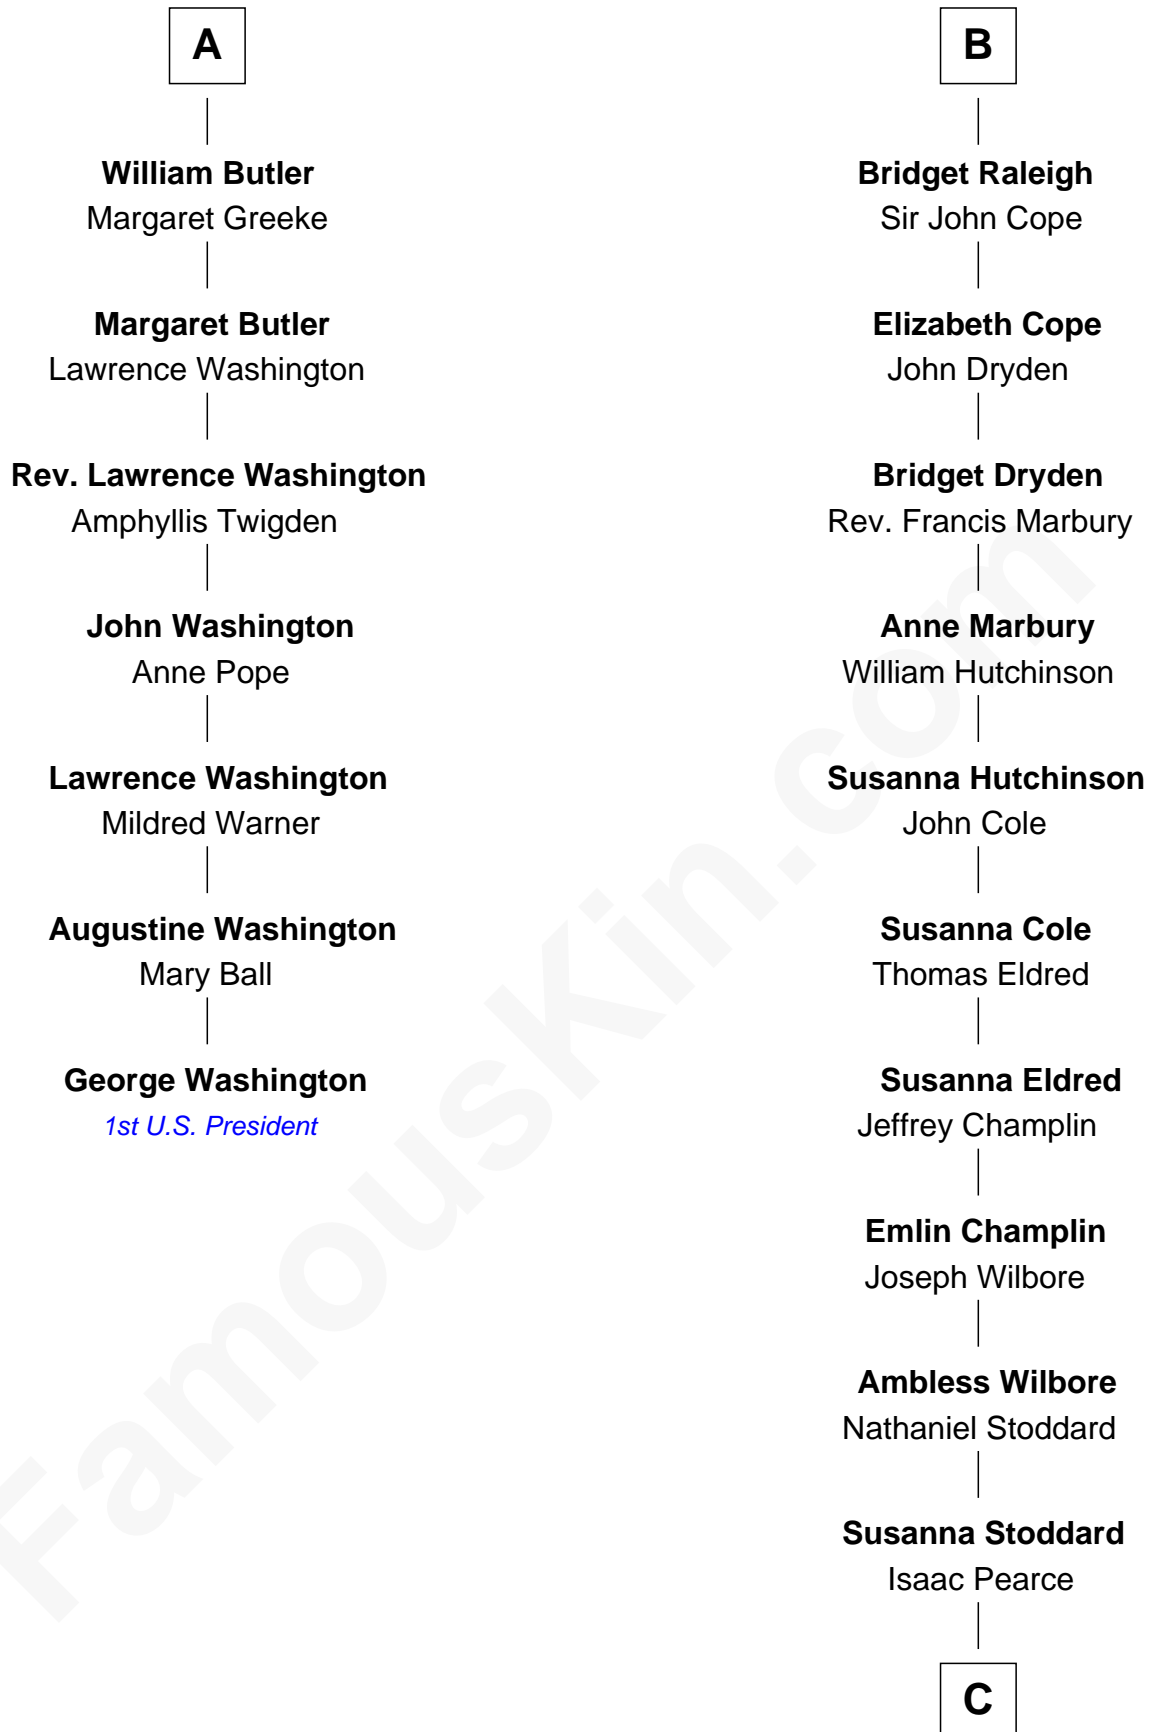 A
William Butler
Margaret Greeke
Margaret Butler
Lawrence Washington
Rev. Lawrence Washington
Amphyllis Twigden
John Washington
Anne Pope
Lawrence Washington
Mildred Warner
Augustine Washington
Mary Ball
George Washington
1st U.S. President
B
Bridget Raleigh
Sir John Cope
Elizabeth Cope
John Dryden
Bridget Dryden
Rev. Francis Marbury
Anne Marbury
William Hutchinson
Susanna Hutchinson
John Cole
Susanna Cole
Thomas Eldred
Susanna Eldred
Jeffrey Champlin
Emlin Champlin
Joseph Wilbore
Ambless Wilbore
Nathaniel Stoddard
Susanna Stoddard
Isaac Pearce
C
FamousKin.com